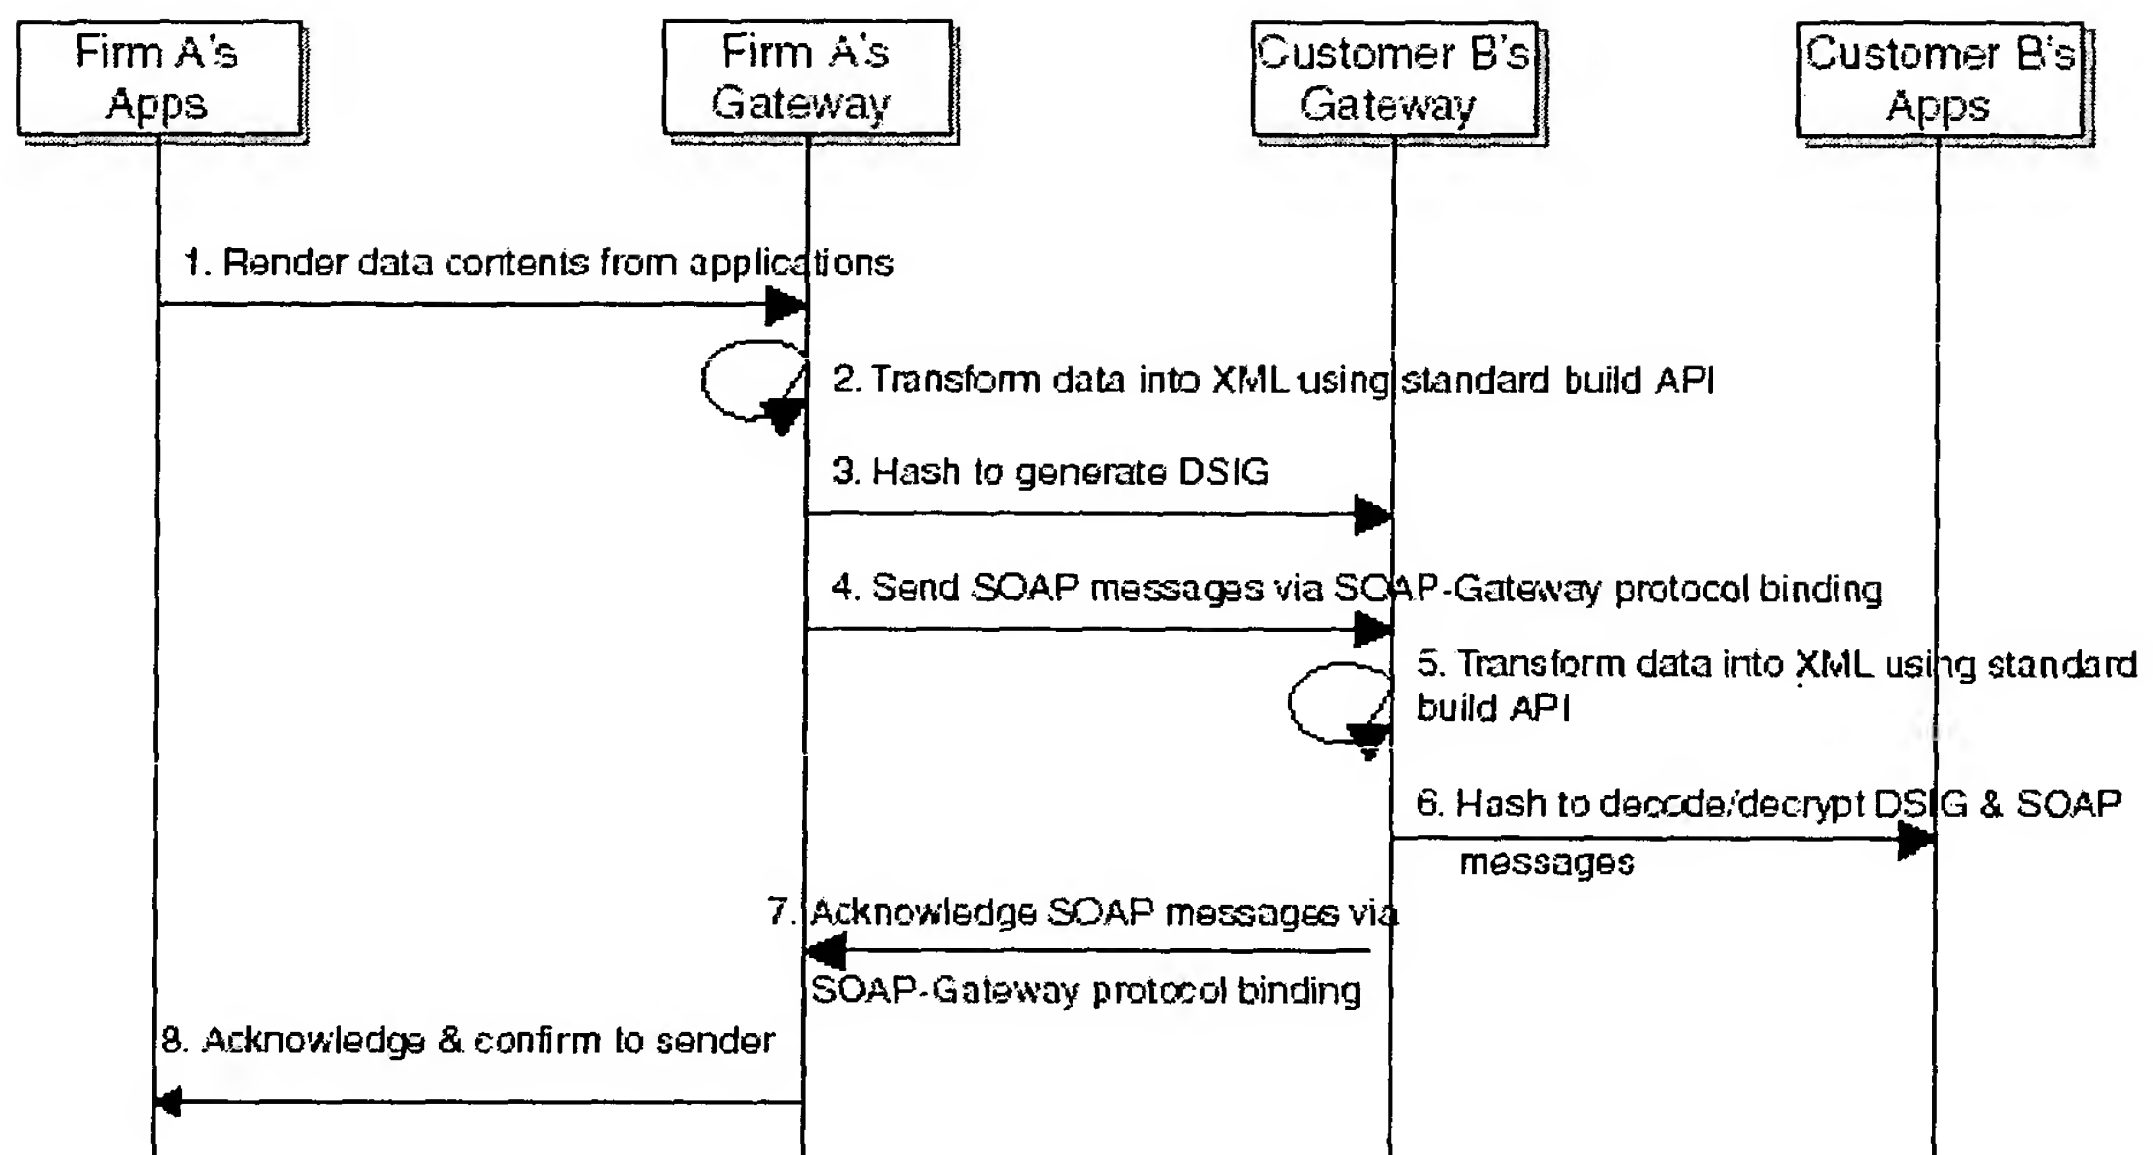 Firm A's
Apps
Firm A's
Gateway
Customer B's
Gateway
Customer B's
Apps
1. Render data contents from applications
2. Transform data into XML using standard build API
3. Hash to generate DSIG
4. Send SOAP messages via SOAP-Gateway protocol binding
5. Transform data into XML using standard
build API
6. Hash to decode/decrypt DSIG & SOAP
messages
7. Acknowledge SOAP messages via
SOAP-Gateway protocol binding
8. Acknowledge & confirm to sender